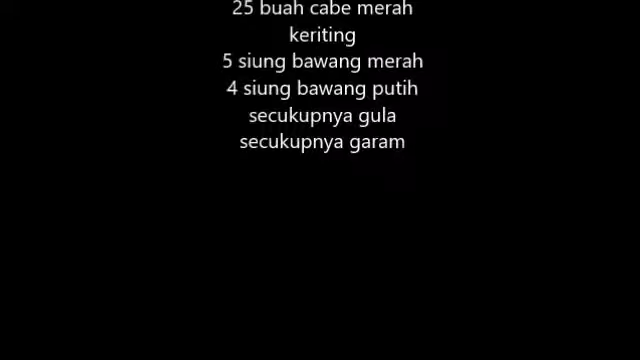 25 buah cabe merah
keriting
5 siung bawang merah
4 siung bawang putih
secukupnya gula
secukupnya garam